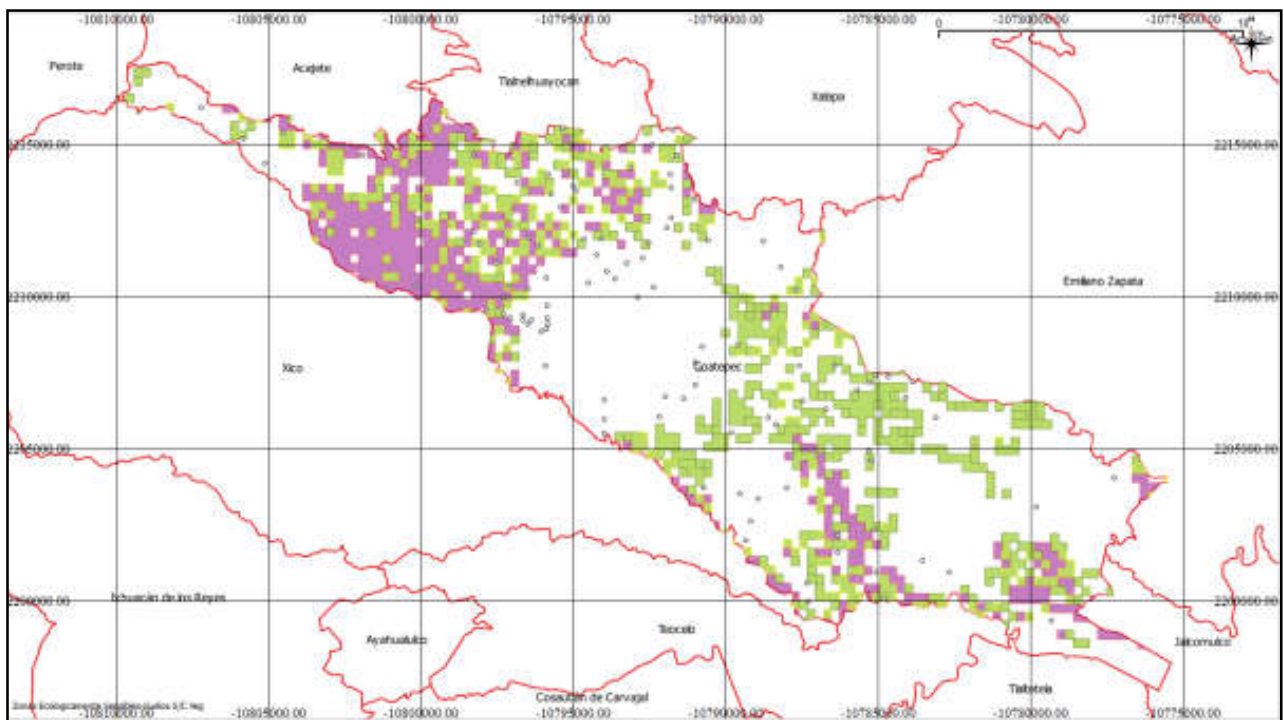 -10810000.00 -10805000.00 -10800000.00 -10795000.00 -10790000.00 -10785000.00 -10780000.00 -10775000.00
0 10
Perote
Acajete
Tlalnelhuayocan
Xalapa
2215000.00 2215000.00
2210000.00 2210000.00
Emiliano Zapata
Xico
Coatepec
2205000.00 2205000.00
2200000.00 2200000.00
Ixhuacán de los Reyes
Ayahualulco
Teocelo
Jalcomulco
Tlaltetela
Cosautlán de Carvajal
Zonas Ecológicamente
-10810000.00 -10805000.00 -10800000.00 -10795000.00 -10790000.00 -10785000.00 -10780000.00 -10775000.00